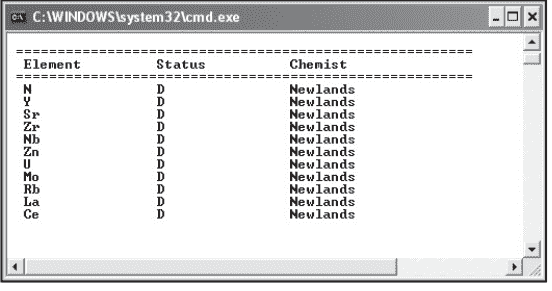 C:\WINDOWS\system32\cmd.exe
=========================================================
Element Status Chemist
=========================================================
N D Newlands
Y D Newlands
Sr D Newlands
Zr D Newlands
Nb D Newlands
Zn D Newlands
U D Newlands
Mo D Newlands
Rb D Newlands
La D Newlands
Ce D Newlands